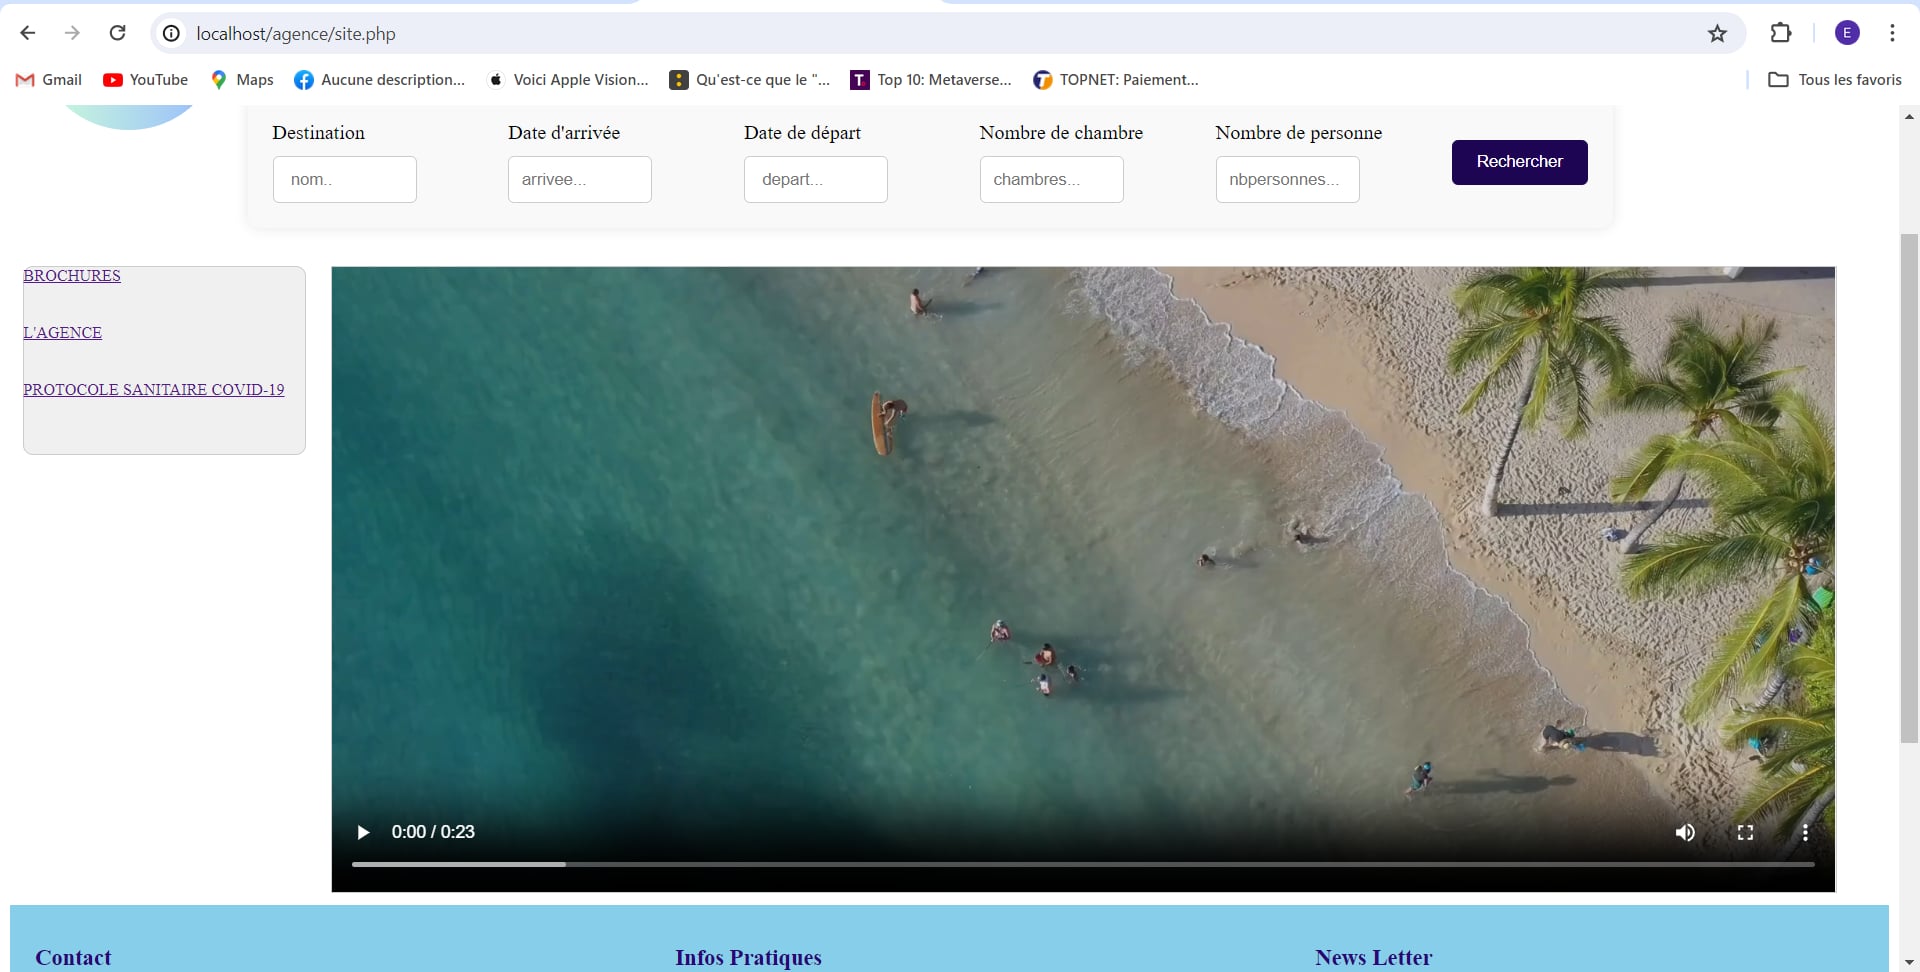 localhost/agence/site.php
E
Gmail YouTube Maps Aucune description... Voici Apple Vision... Qu'est-ce que le "... Top 10: Metaverse... TOPNET: Paiement... Tous les favoris
Destination Date d'arrivée Date de départ Nombre de chambre Nombre de personne
nom.. arrivee... depart... chambres... nbpersonnes... Rechercher
BROCHURES
L'AGENCE
PROTOCOLE SANITAIRE COVID-19
0:00 / 0:23
Contact Infos Pratiques News Letter